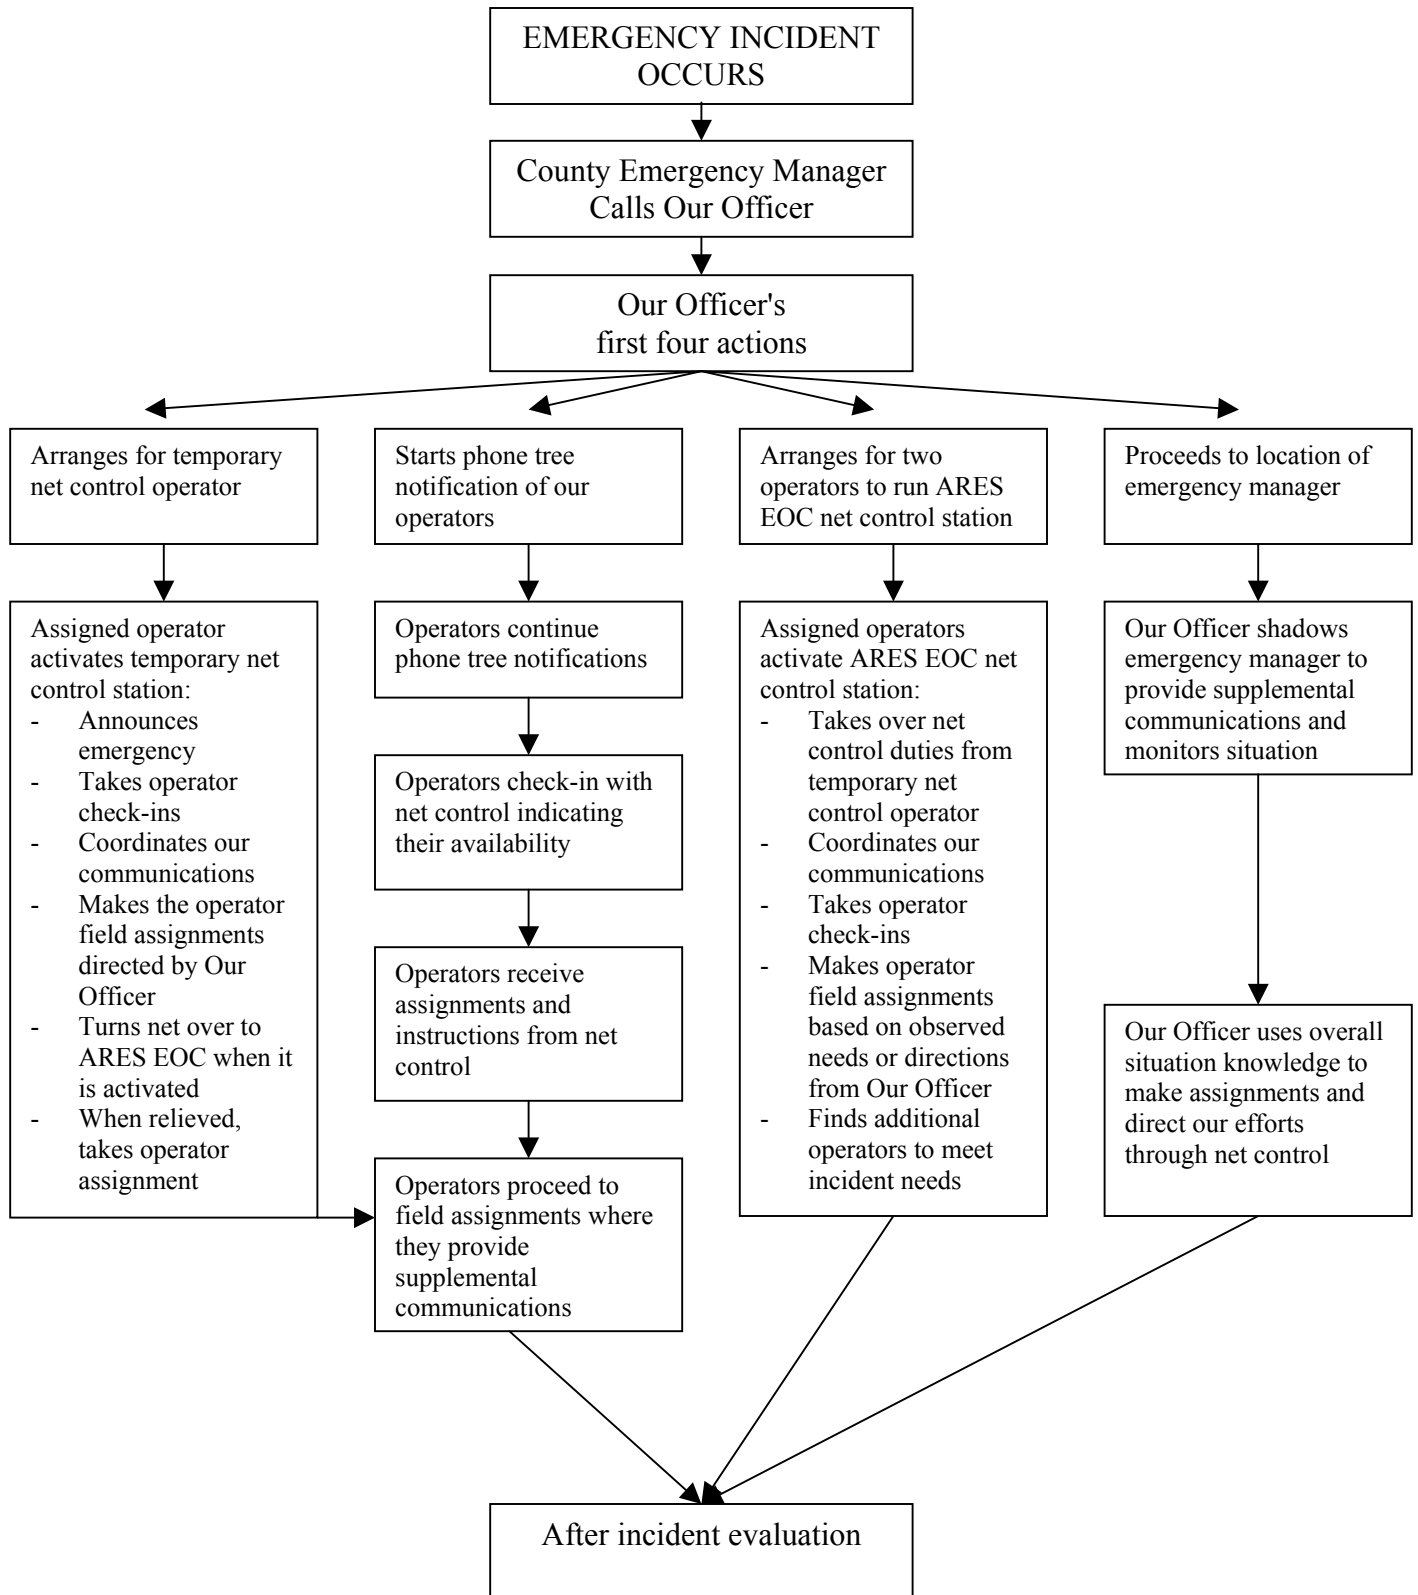 EMERGENCY INCIDENT
OCCURS
County Emergency Manager
Calls Our Officer
Our Officer's
first four actions
Arranges for temporary
net control operator
Starts phone tree
notification of our
operators
Arranges for two
operators to run ARES
EOC net control station
Proceeds to location of
emergency manager
Assigned operator
activates temporary net
control station:
- Announces
emergency
- Takes operator
check-ins
- Coordinates our
communications
- Makes the operator
field assignments
directed by Our
Officer
- Turns net over to
ARES EOC when it
is activated
- When relieved,
takes operator
assignment
Operators continue
phone tree notifications
Operators check-in with
net control indicating
their availability
Operators receive
assignments and
instructions from net
control
Operators proceed to
field assignments where
they provide
supplemental
communications
Assigned operators
activate ARES EOC net
control station:
- Takes over net
control duties from
temporary net
control operator
- Coordinates our
communications
- Takes operator
check-ins
- Makes operator
field assignments
based on observed
needs or directions
from Our Officer
- Finds additional
operators to meet
incident needs
Our Officer shadows
emergency manager to
provide supplemental
communications and
monitors situation
Our Officer uses overall
situation knowledge to
make assignments and
direct our efforts
through net control
After incident evaluation